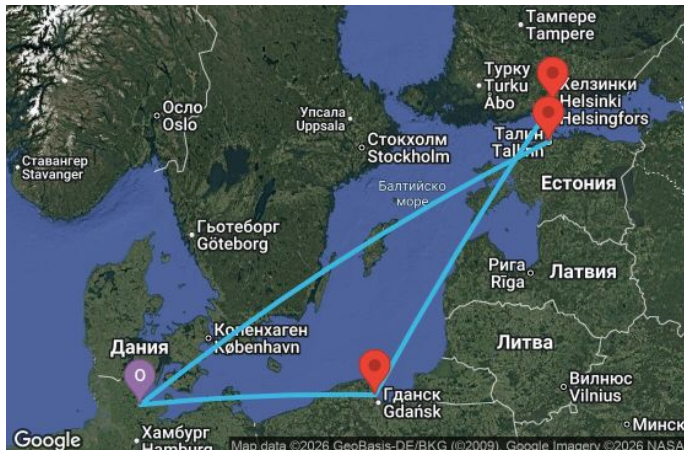 Тампере
Tampere
Турку
Turku
Åbo
Хелзинки
Helsinki
Helsingfors
Осло
Oslo
Упсала
Uppsala
Стокхолм
Stockholm
Талин
Tallinn
Ставангер
Stavanger
Естония
Балтийско
море
Гьотеборг
Göteborg
Рига
Rīga
Латвия
Копенхаген
København
Дания
Литва
O
Вилнюс
Vilnius
Гданск
Gdańsk
Минск
Хамбург
Hamburg
Google
Map data ©2026 GeoBasis-DE/BKG (©2009), Google Imagery ©2026 NASA